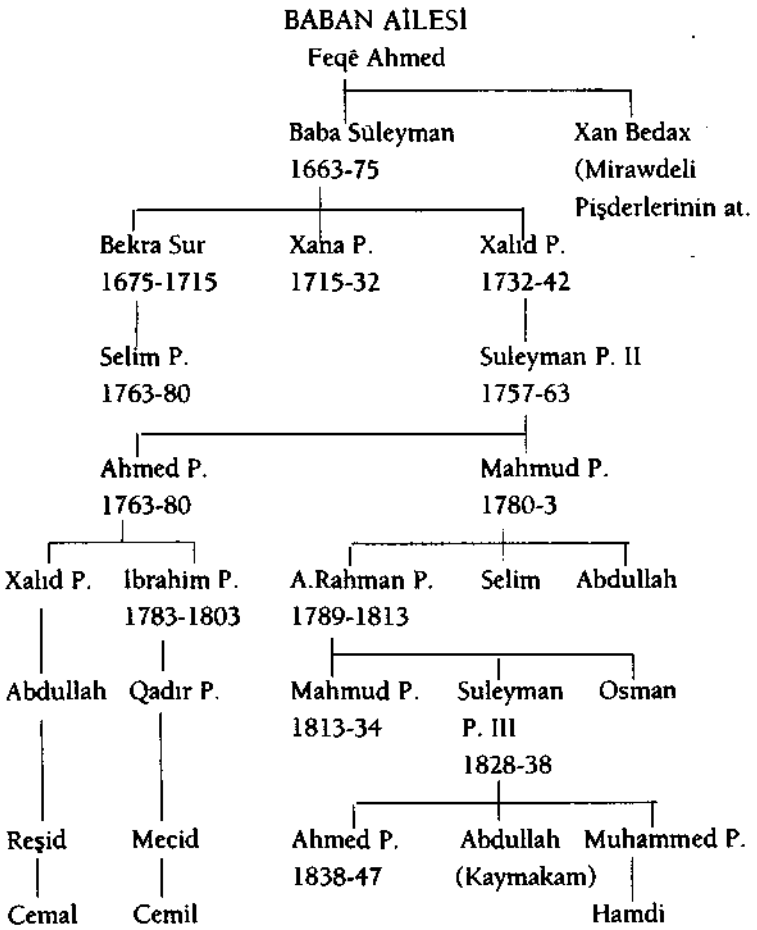 BABAN AİLESİ
Feqê Ahmed
Baba Süleyman Xan Bedax
1663-75 (Mirawdeli
Pişderlerinin at.
Bekra Sur Xana P. Xalıd P.
1675-1715 1715-32 1732-42
Selim P. Suleyman P. II
1763-80 1757-63
Ahmed P. Mahmud P.
1763-80 1780-3
Xalıd P. İbrahim P. A.Rahman P. Selim Abdullah
1783-1803 1789-1813
Abdullah Qadır P. Mahmud P. Suleyman Osman
1813-34 P. III
1828-38
Reşid Mecid Ahmed P. Abdullah Muhammed P.
1838-47 (Kaymakam)
Cemal Cemil Hamdi